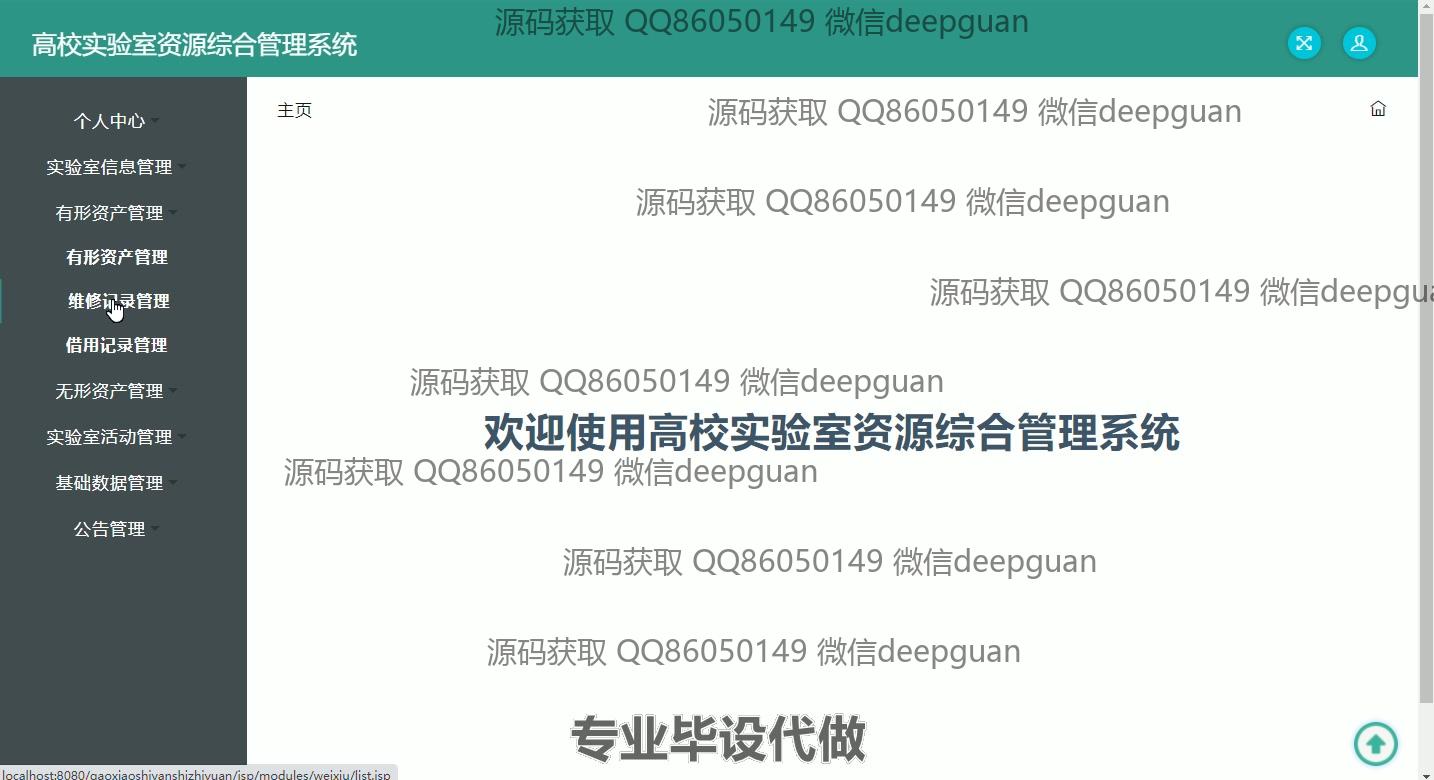 源码获取 QQ86050149 微信deepguan
高校实验室资源综合管理系统
个人中心
主页
源码获取 QQ86050149 微信deepguan
实验室信息管理
源码获取 QQ86050149 微信deepguan
有形资产管理
有形资产管理
源码获取 QQ86050149 微信deepgua
维修记录管理
借用记录管理
源码获取 QQ86050149 微信deepguan
无形资产管理
欢迎使用高校实验室资源综合管理系统
实验室活动管理
源码获取 QQ86050149 微信deepguan
基础数据管理
公告管理
源码获取 QQ86050149 微信deepguan
源码获取 QQ86050149 微信deepguan
专业毕设代做
localhost:8080/gaoxiaoshiyanshizhiyuan/jsp/modules/weixiu/list.jsp